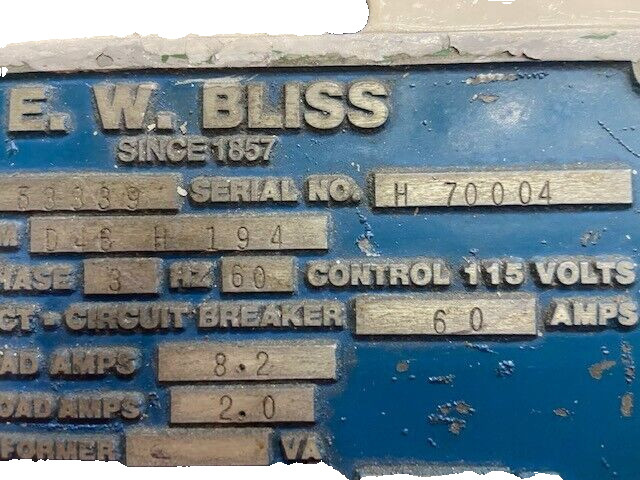 E. W. BLISS
SINCE 1857
53339 SERIAL NO. H 70004
M D46 H 194
HASE 3 HZ 60 CONTROL 115 VOLTS
CT - CIRCUIT BREAKER 60 AMPS
AD AMPS 8.2
OAD AMPS 2.0
FORMER VA